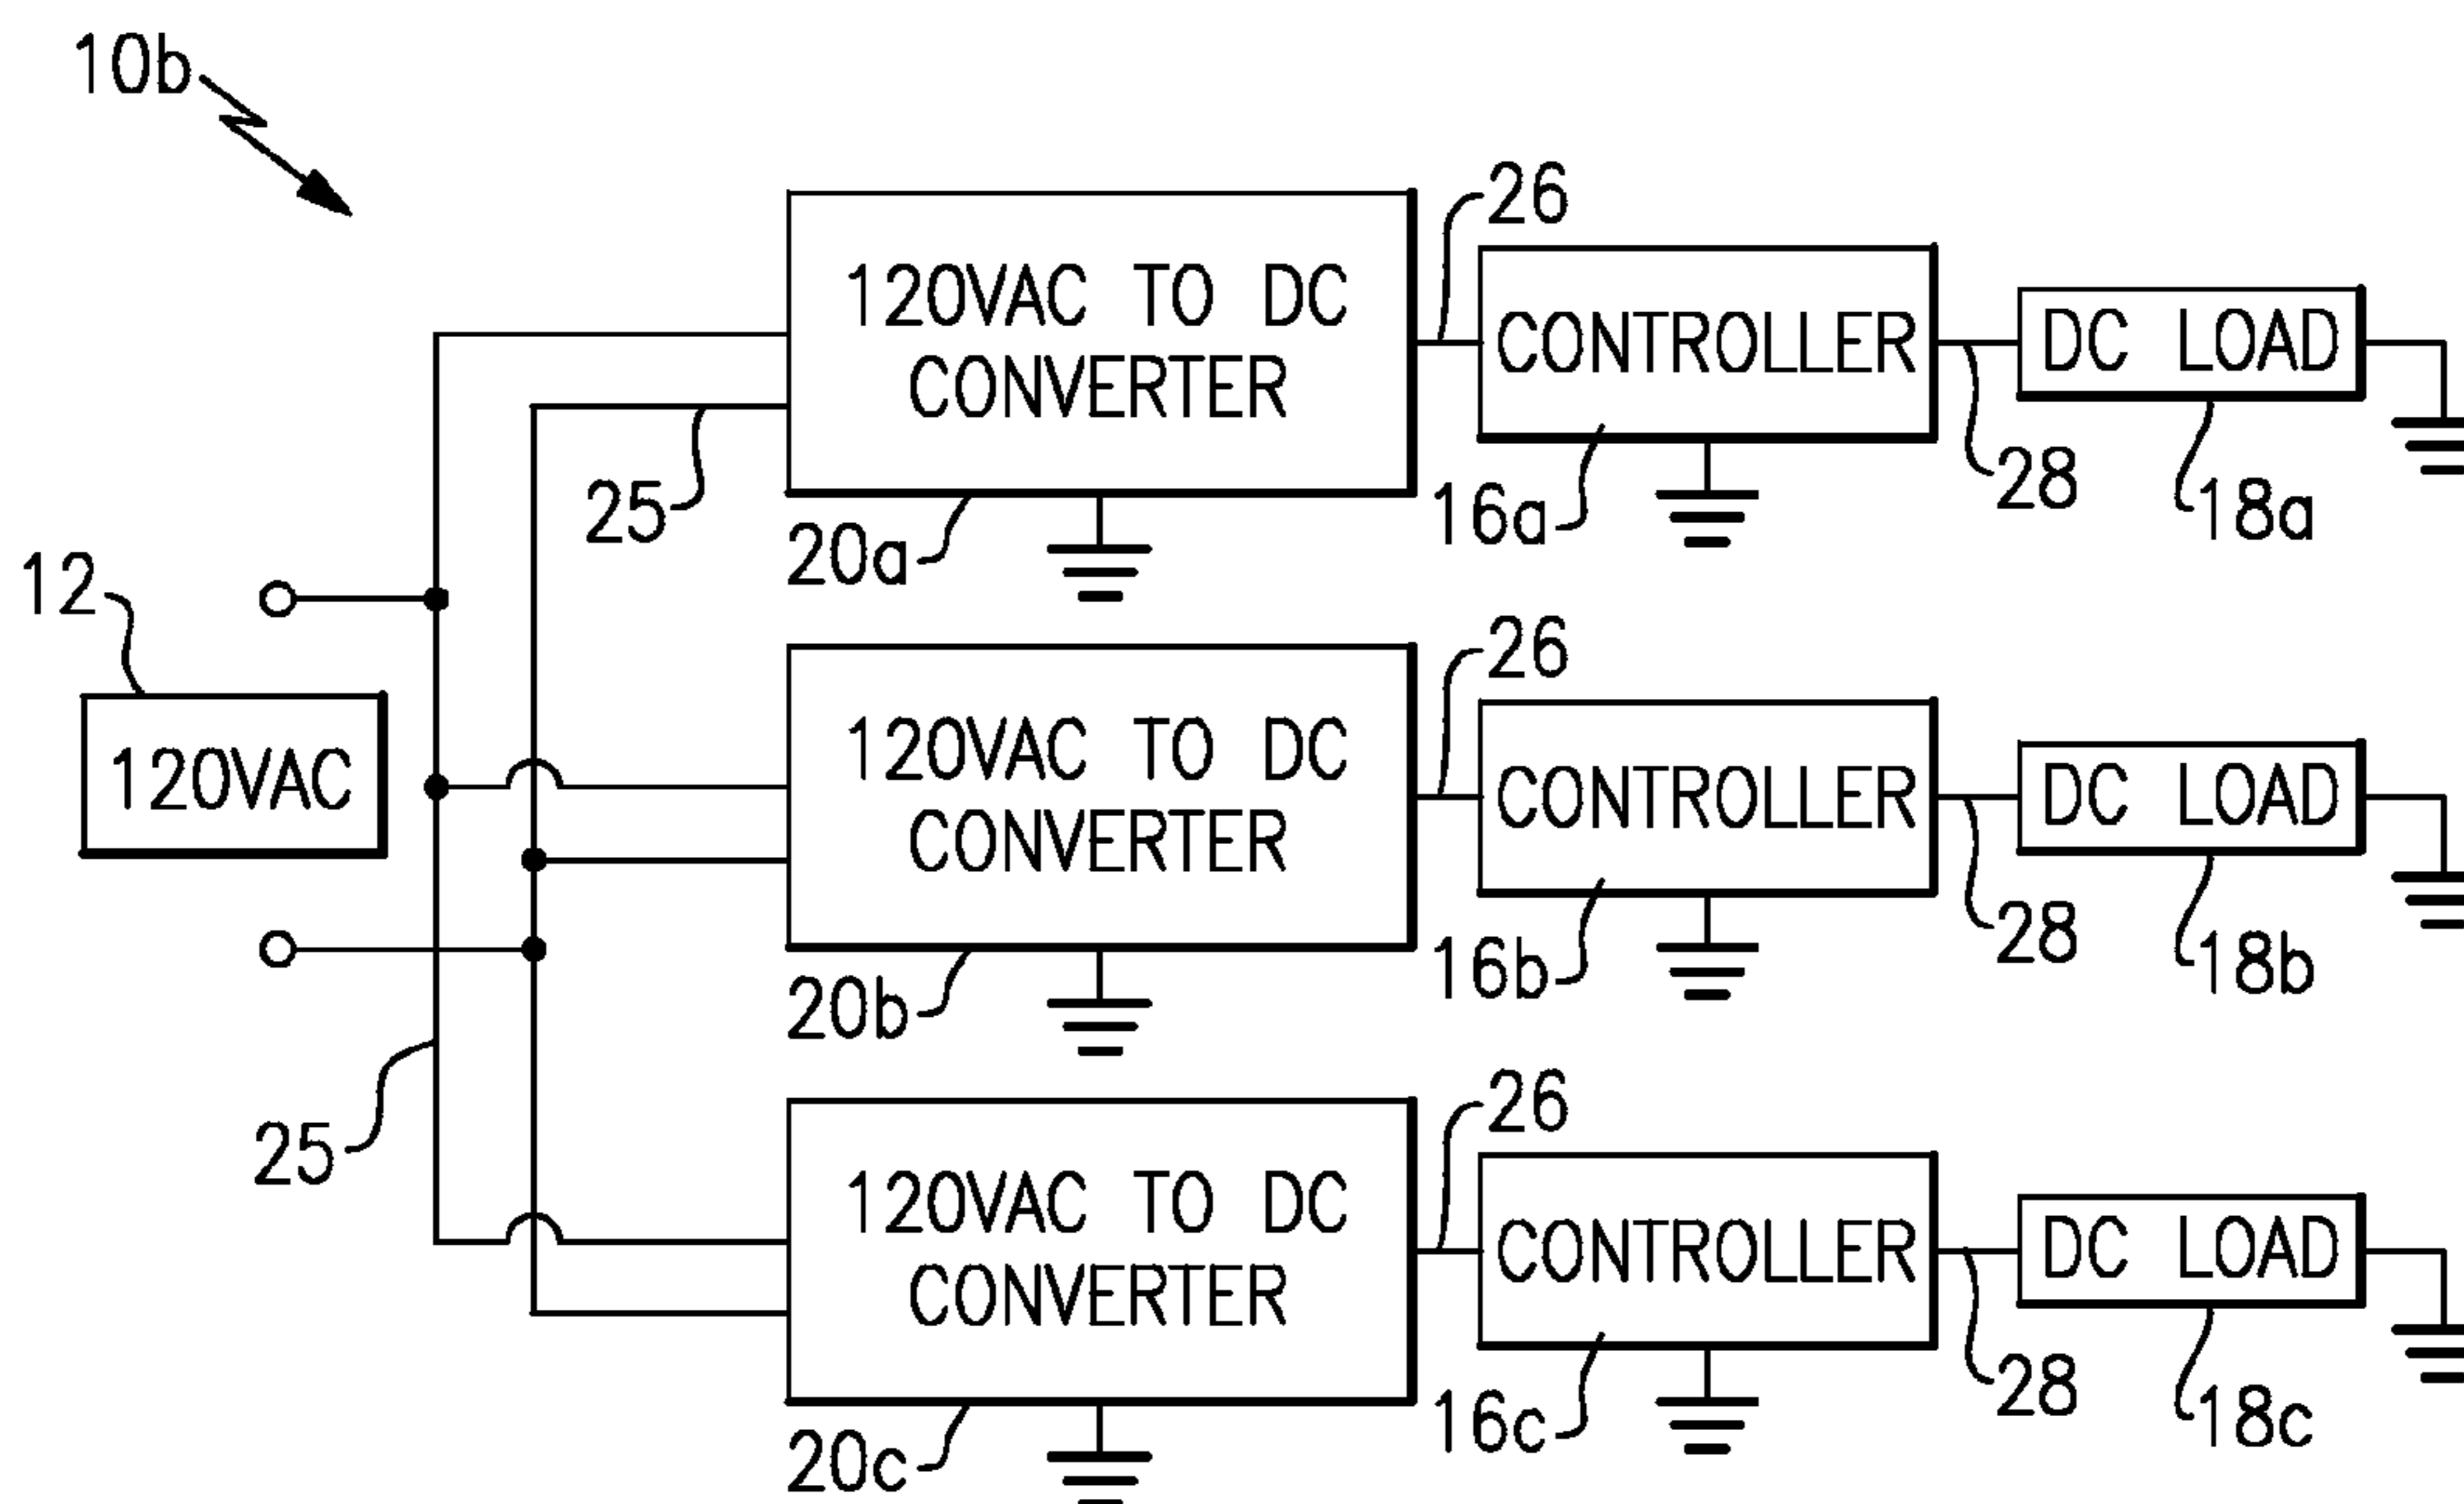 10b
26
120VAC TO DC
CONVERTER
CONTROLLER
DC LOAD
25
20a
16a
28
18a
12
120VAC
26
120VAC TO DC
CONVERTER
CONTROLLER
DC LOAD
20b
16b
28
18b
25
26
120VAC TO DC
CONVERTER
CONTROLLER
DC LOAD
20c
16c
28
18c